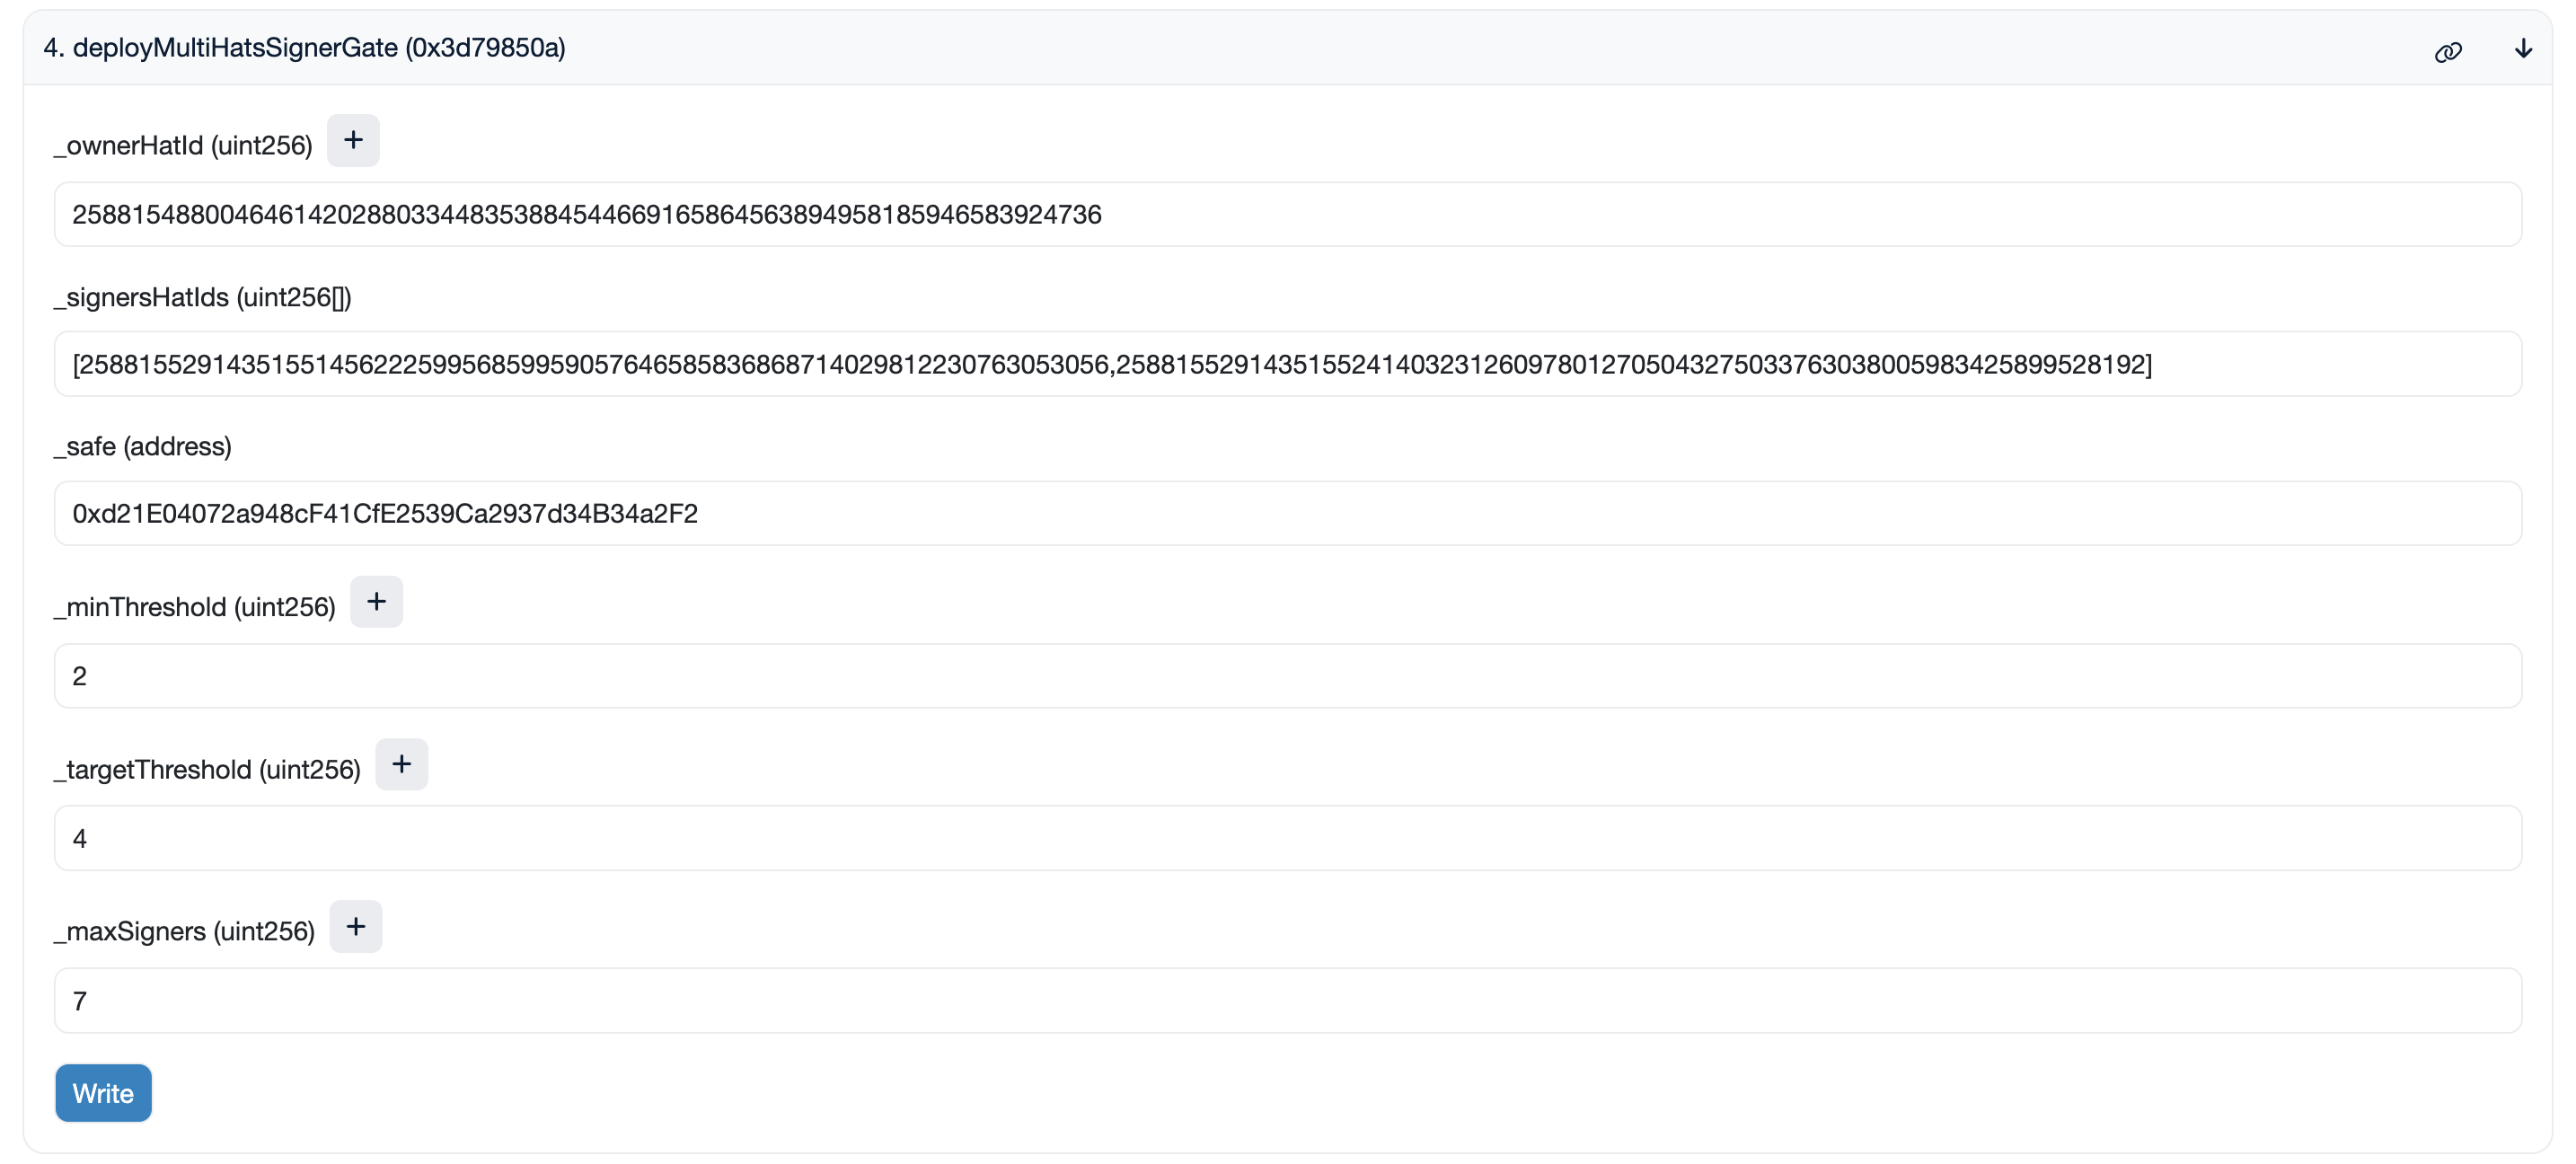 4. deployMultiHatsSignerGate (0x3d79850a)
_ownerHatId (uint256)
+
2588154880046461420288033448353884544669165864563894958185946583924736
_signersHatIds (uint256[])
[2588155291435155145622259956859959057646585836868714029812230763053056,2588155291435155241403231260978012705043275033763038005983425899528192]
_safe (address)
0xd21E04072a948cF41CfE2539Ca2937d34B34a2F2
_minThreshold (uint256)
+
2
_targetThreshold (uint256)
+
4
_maxSigners (uint256)
+
7
Write